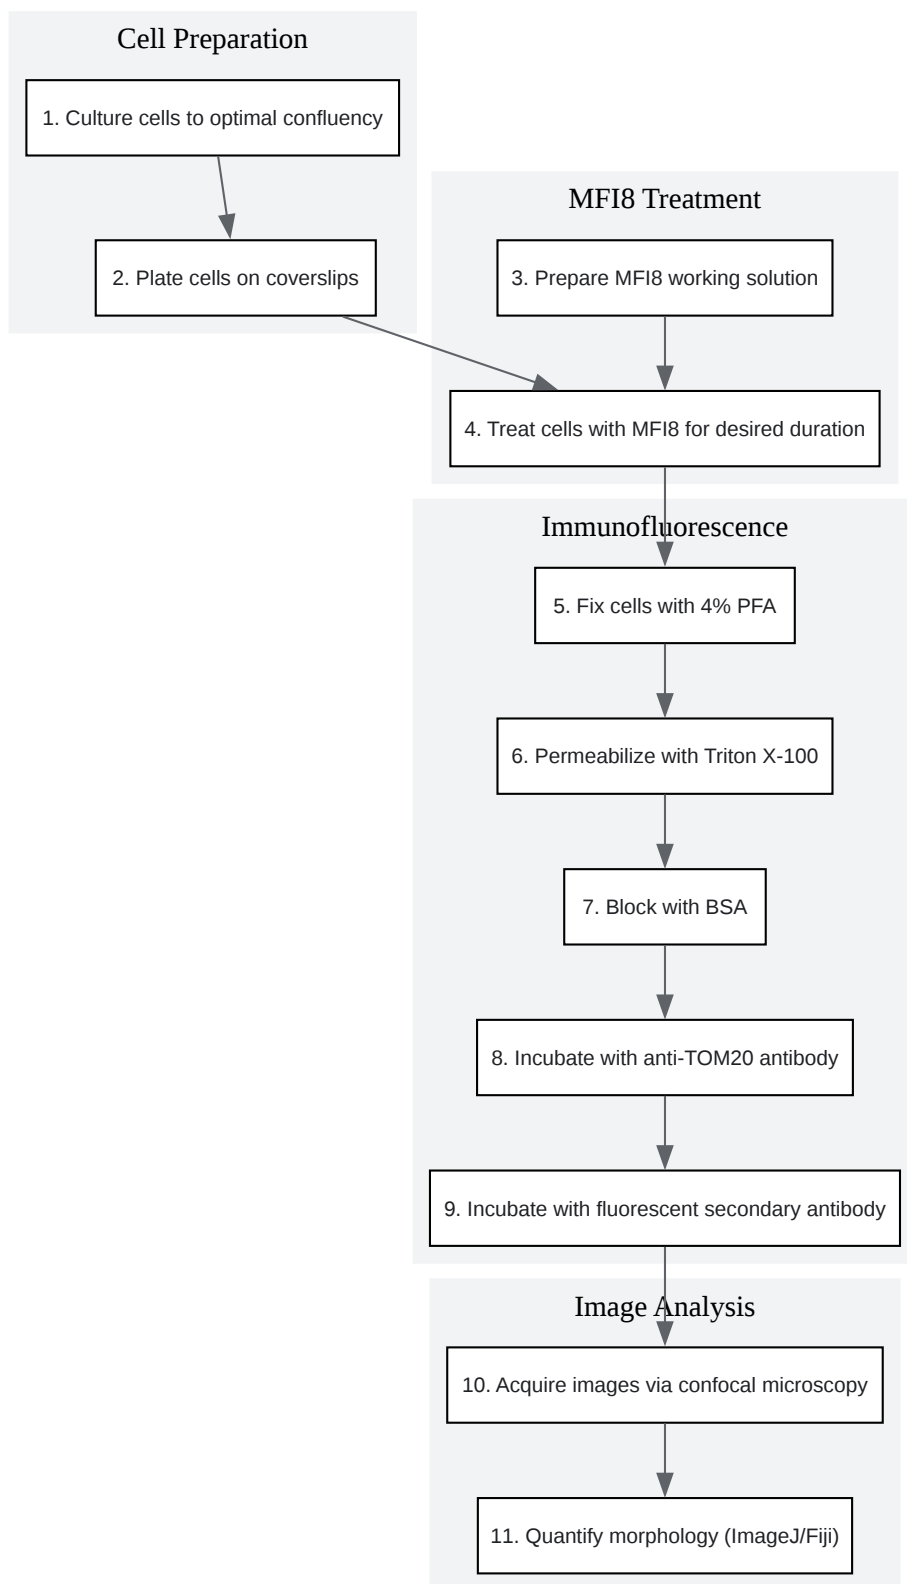 Cell Preparation
1. Culture cells to optimal confluency
2. Plate cells on coverslips
MFI8 Treatment
3. Prepare MFI8 working solution
4. Treat cells with MFI8 for desired duration
Immunofluorescence
5. Fix cells with 4% PFA
6. Permeabilize with Triton X-100
7. Block with BSA
8. Incubate with anti-TOM20 antibody
9. Incubate with fluorescent secondary antibody
Image Analysis
10. Acquire images via confocal microscopy
11. Quantify morphology (ImageJ/Fiji)